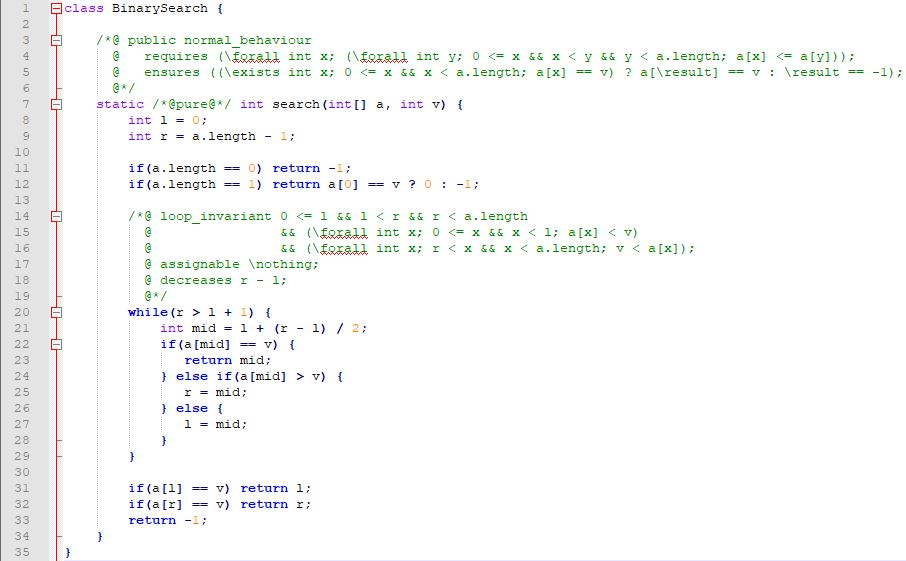 1 class BinarySearch {
2
3 /*@ public normal_behaviour
4 @ requires (\forall int x; (\forall int y; 0 <= x && x < y && y < a.length; a[x] <= a[y]));
5 @ ensures ((\exists int x; 0 <= x && x < a.length; a[x] == v) ? a[\result] == v : \result == -1);
6 @*/
7 static /*@pure@*/ int search(int[] a, int v) {
8 int l = 0;
9 int r = a.length - 1;
10
11 if(a.length == 0) return -1;
12 if(a.length == 1) return a[0] == v ? 0 : -1;
13
14 /*@ loop_invariant 0 <= l && l < r && r < a.length
15 @ && (\forall int x; 0 <= x && x < l; a[x] < v)
16 @ && (\forall int x; r < x && x < a.length; v < a[x]);
17 @ assignable \nothing;
18 @ decreases r - l;
19 @*/
20 while(r > l + 1) {
21 int mid = l + (r - l) / 2;
22 if(a[mid] == v) {
23 return mid;
24 } else if(a[mid] > v) {
25 r = mid;
26 } else {
27 l = mid;
28 }
29 }
30
31 if(a[l] == v) return l;
32 if(a[r] == v) return r;
33 return -1;
34 }
35 }